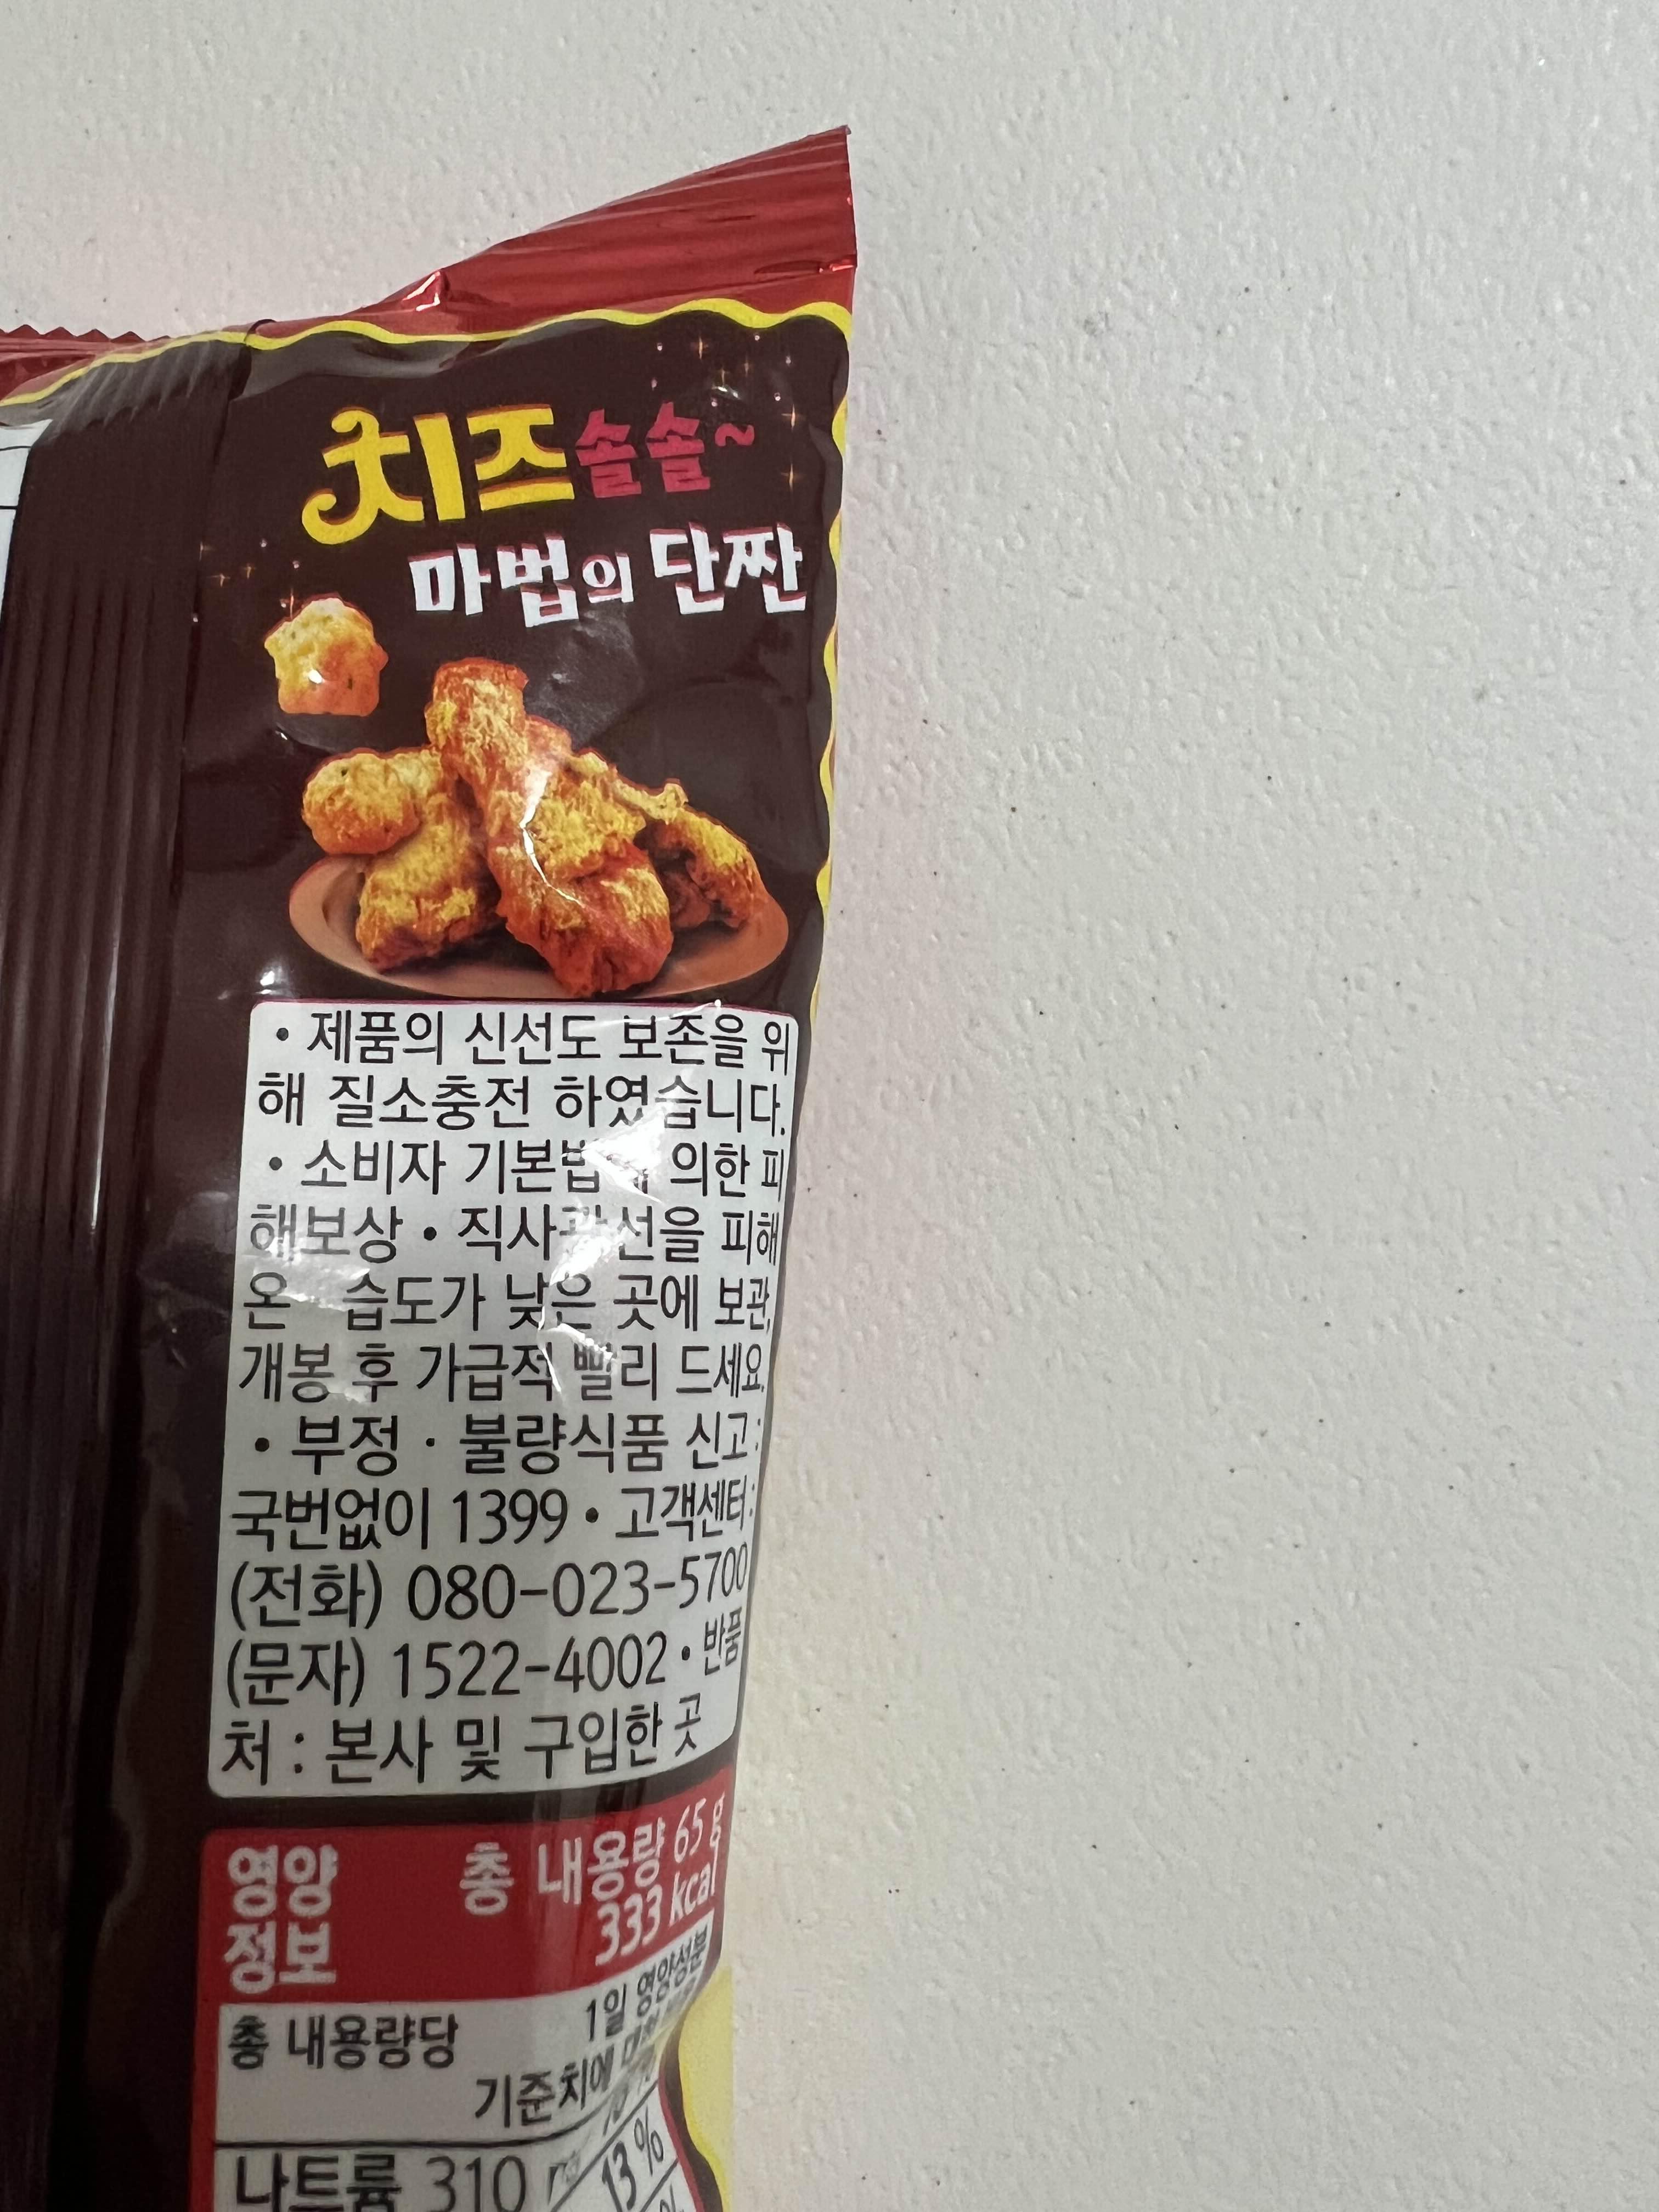 치즈솔솔~
마법의 단짠
• 제품의 신선도 보존을 위
해 질소충전 하였습니다.
• 소비자 기본법에 의한 피
해보상 • 직사광선을 피해
온 습도가 낮은 곳에 보관,
개봉 후 가급적 빨리 드세요.
• 부정 · 불량식품 신고:
국번없이 1399 • 고객센터:
(전화) 080-023-5700
(문자) 1522-4002 • 반품
처 : 본사 및 구입한 곳
영양
정보
총 내용량 65 g
333 kcal
총 내용량당
1일 영양성분
기준치에 대한
나트륨 310 mg 13 %